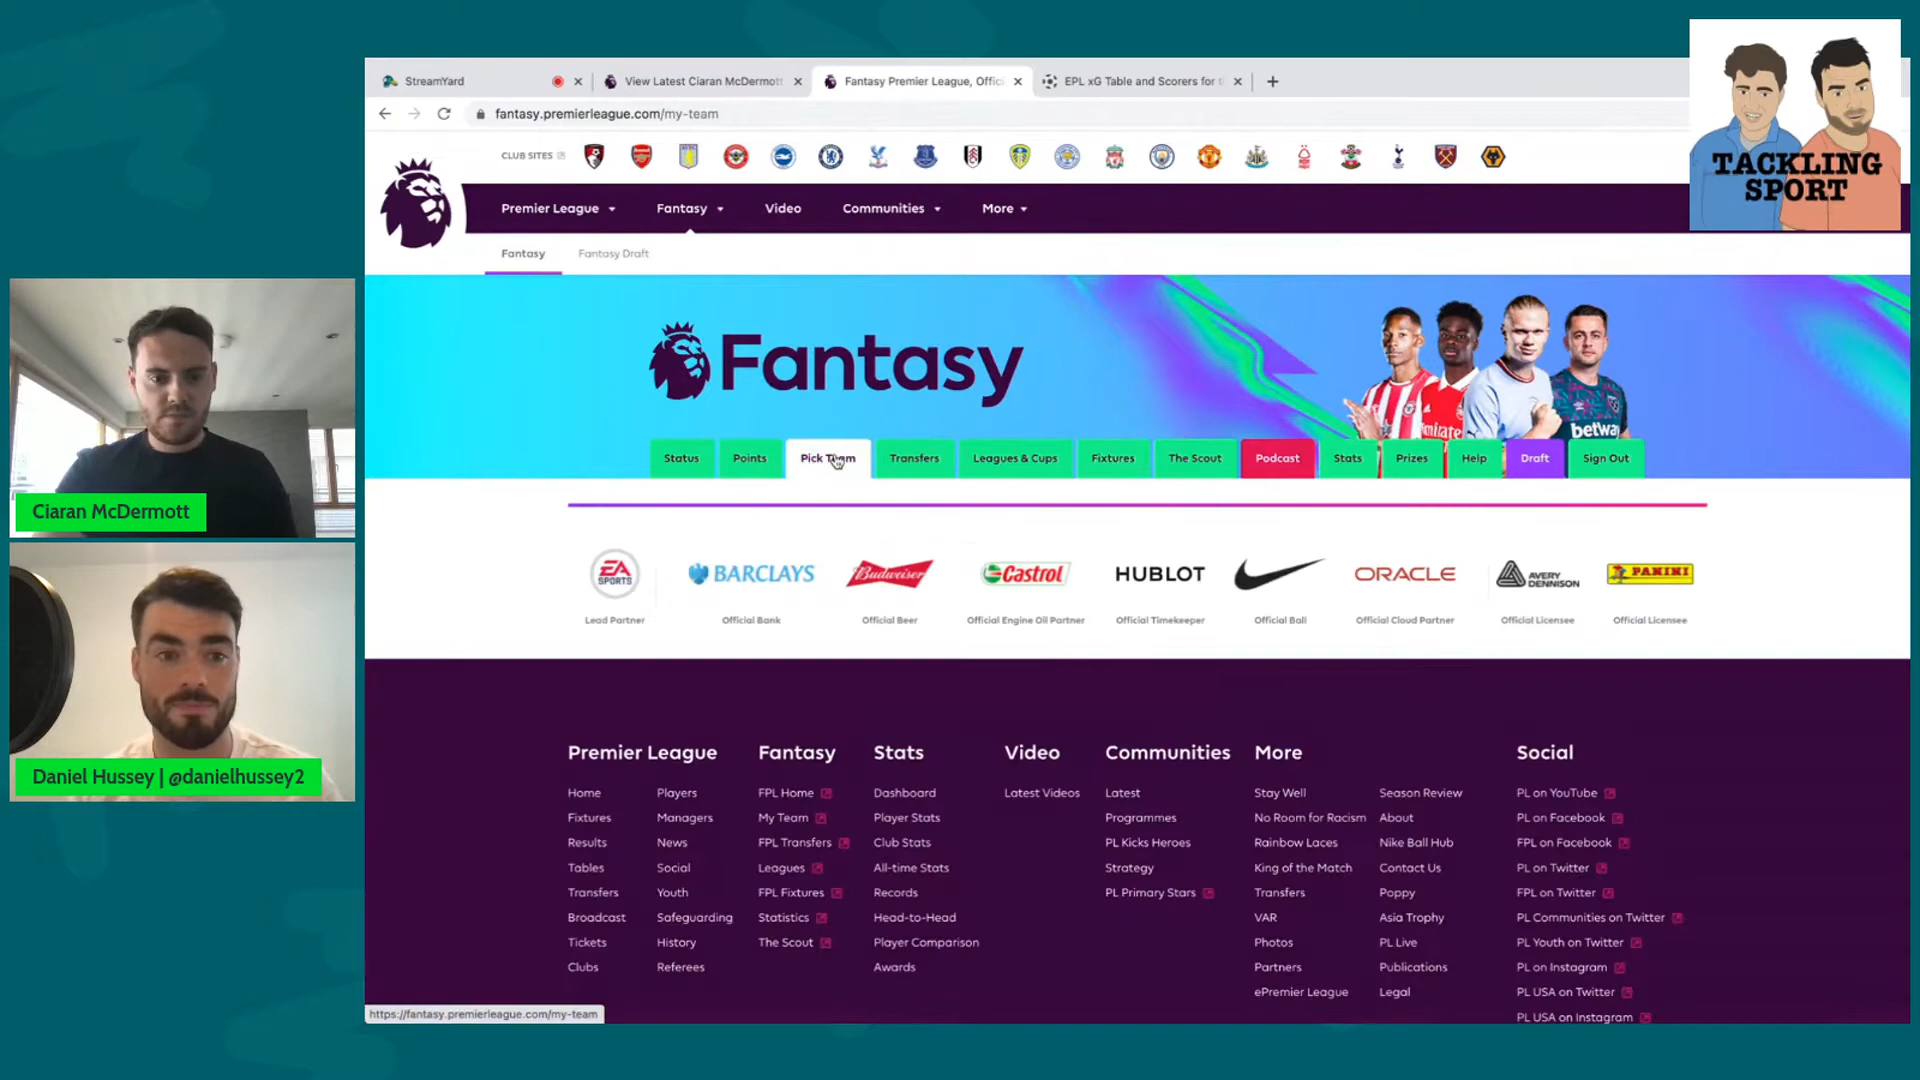 StreamYard
View Latest Ciaran McDermott
Fantasy Premier League, Offic
EPL xG Table and Scorers for t
fantasy.premierleague.com/my-team
CLUB SITES
TACKLING
SPORT
Premier League
Fantasy
Video
Communities
More
Fantasy
Fantasy Draft
Fantasy
betway
Status
Points
Pick Team
Transfers
Leagues & Cups
Fixtures
The Scout
Podcast
Stats
Prizes
Help
Draft
Sign Out
Ciaran McDermott
Daniel Hussey | @danielhussey2
EA SPORTS
BARCLAYS
Budweiser
Castrol
HUBLOT
ORACLE
AVERY DENNISON
PANINI
Lead Partner
Official Bank
Official Beer
Official Engine Oil Partner
Official Timekeeper
Official Ball
Official Cloud Partner
Official Licensee
Official Licensee
Premier League
Home
Fixtures
Results
Tables
Transfers
Broadcast
Tickets
Clubs
Players
Managers
News
Social
Youth
Safeguarding
History
Referees
Fantasy
FPL Home
My Team
FPL Transfers
Leagues
FPL Fixtures
Statistics
The Scout
Stats
Dashboard
Player Stats
Club Stats
All-time Stats
Records
Head-to-Head
Player Comparison
Awards
Video
Latest Videos
Communities
Latest
Programmes
PL Kicks Heroes
Strategy
PL Primary Stars
More
Stay Well
No Room for Racism
Rainbow Laces
King of the Match
Transfers
VAR
Photos
Partners
ePremier League
Season Review
About
Nike Ball Hub
Contact Us
Poppy
Asia Trophy
PL Live
Publications
Legal
Social
PL on YouTube
PL on Facebook
FPL on Facebook
PL on Twitter
FPL on Twitter
PL Communities on Twitter
PL Youth on Twitter
PL on Instagram
PL USA on Twitter
PL USA on Instagram
https://fantasy.premierleague.com/my-team